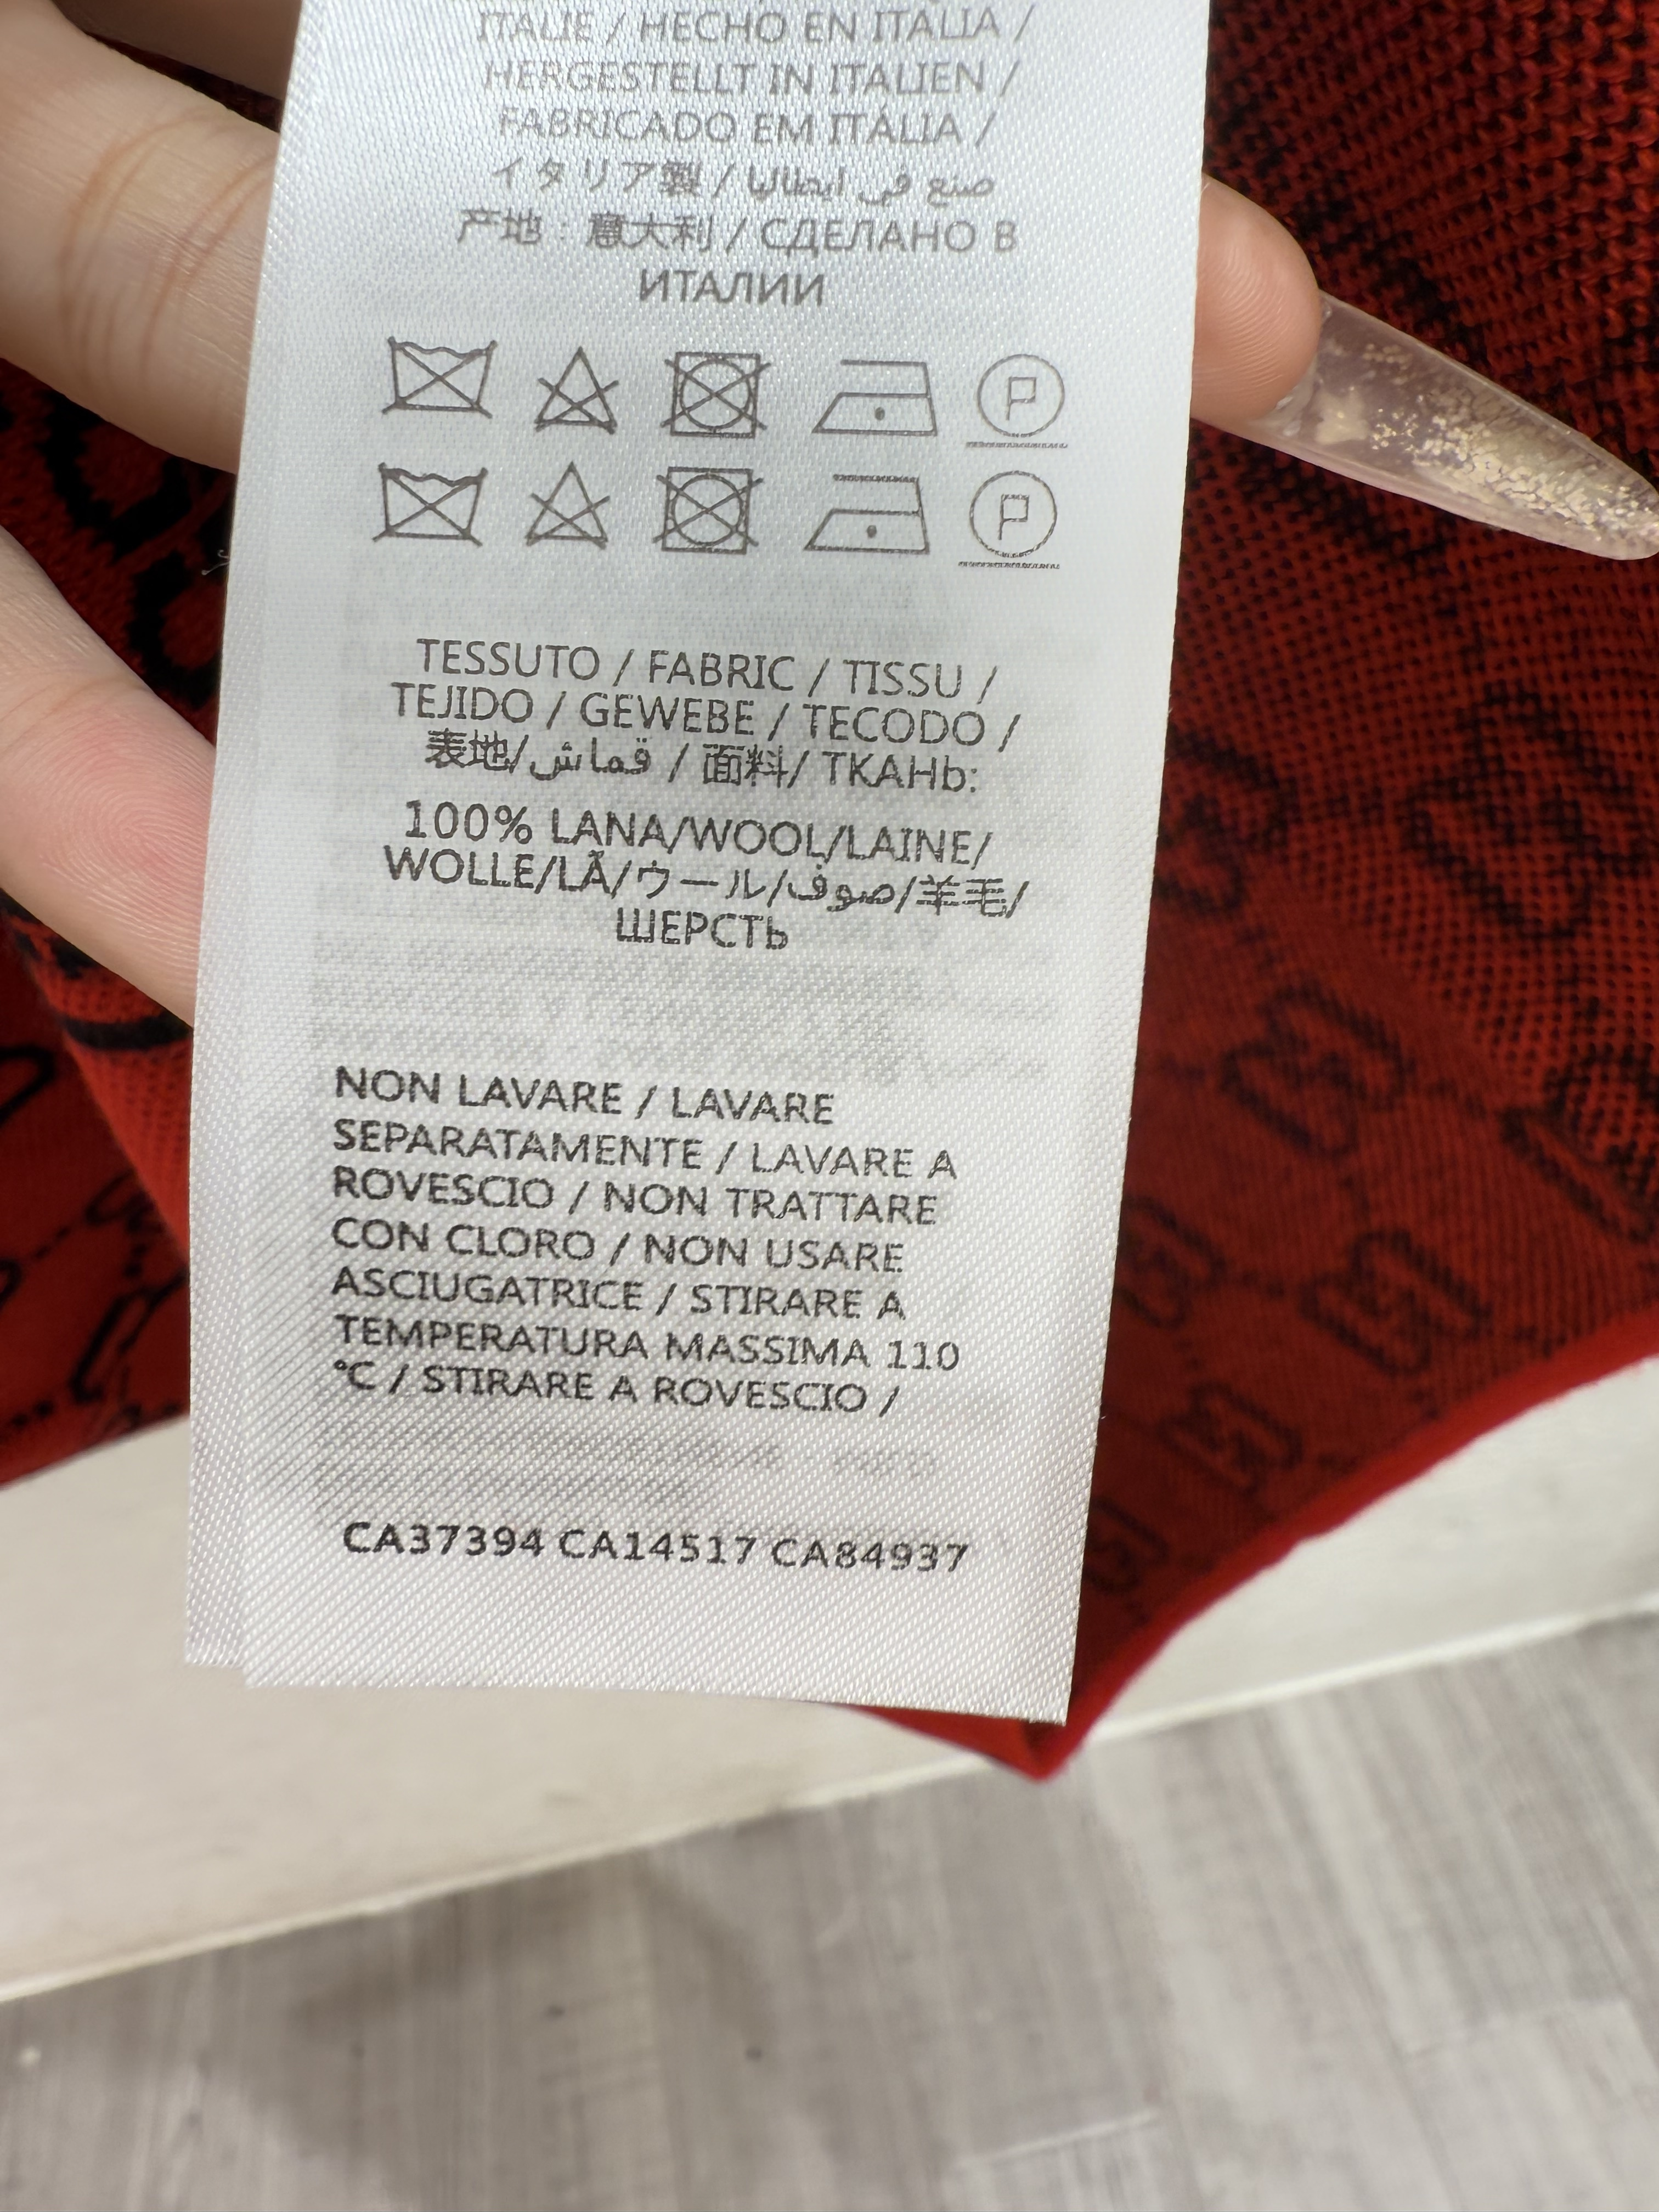 ITALIE / HECHO EN ITALIA /
HERGESTELLT IN ITALIEN /
FABRICADO EM ITÁLIA /
イタリア製 / صنع في ايطاليا
产地：意大利 / СДЕЛАНО В
ИТАЛИИ
P
P
TESSUTO / FABRIC / TISSU /
TEJIDO / GEWEBE / TECODO /
表地/قماش / 面料/ TKAHb:
100% LANA/WOOL/LAINE/
WOLLE/LÃ/ウール/صوف/羊毛/
ШЕРСТЬ
NON LAVARE / LAVARE
SEPARATAMENTE / LAVARE A
ROVESCIO / NON TRATTARE
CON CLORO / NON USARE
ASCIUGATRICE / STIRARE A
TEMPERATURA MASSIMA 110
°C / STIRARE A ROVESCIO /
CA37394 CA14517 CA84937